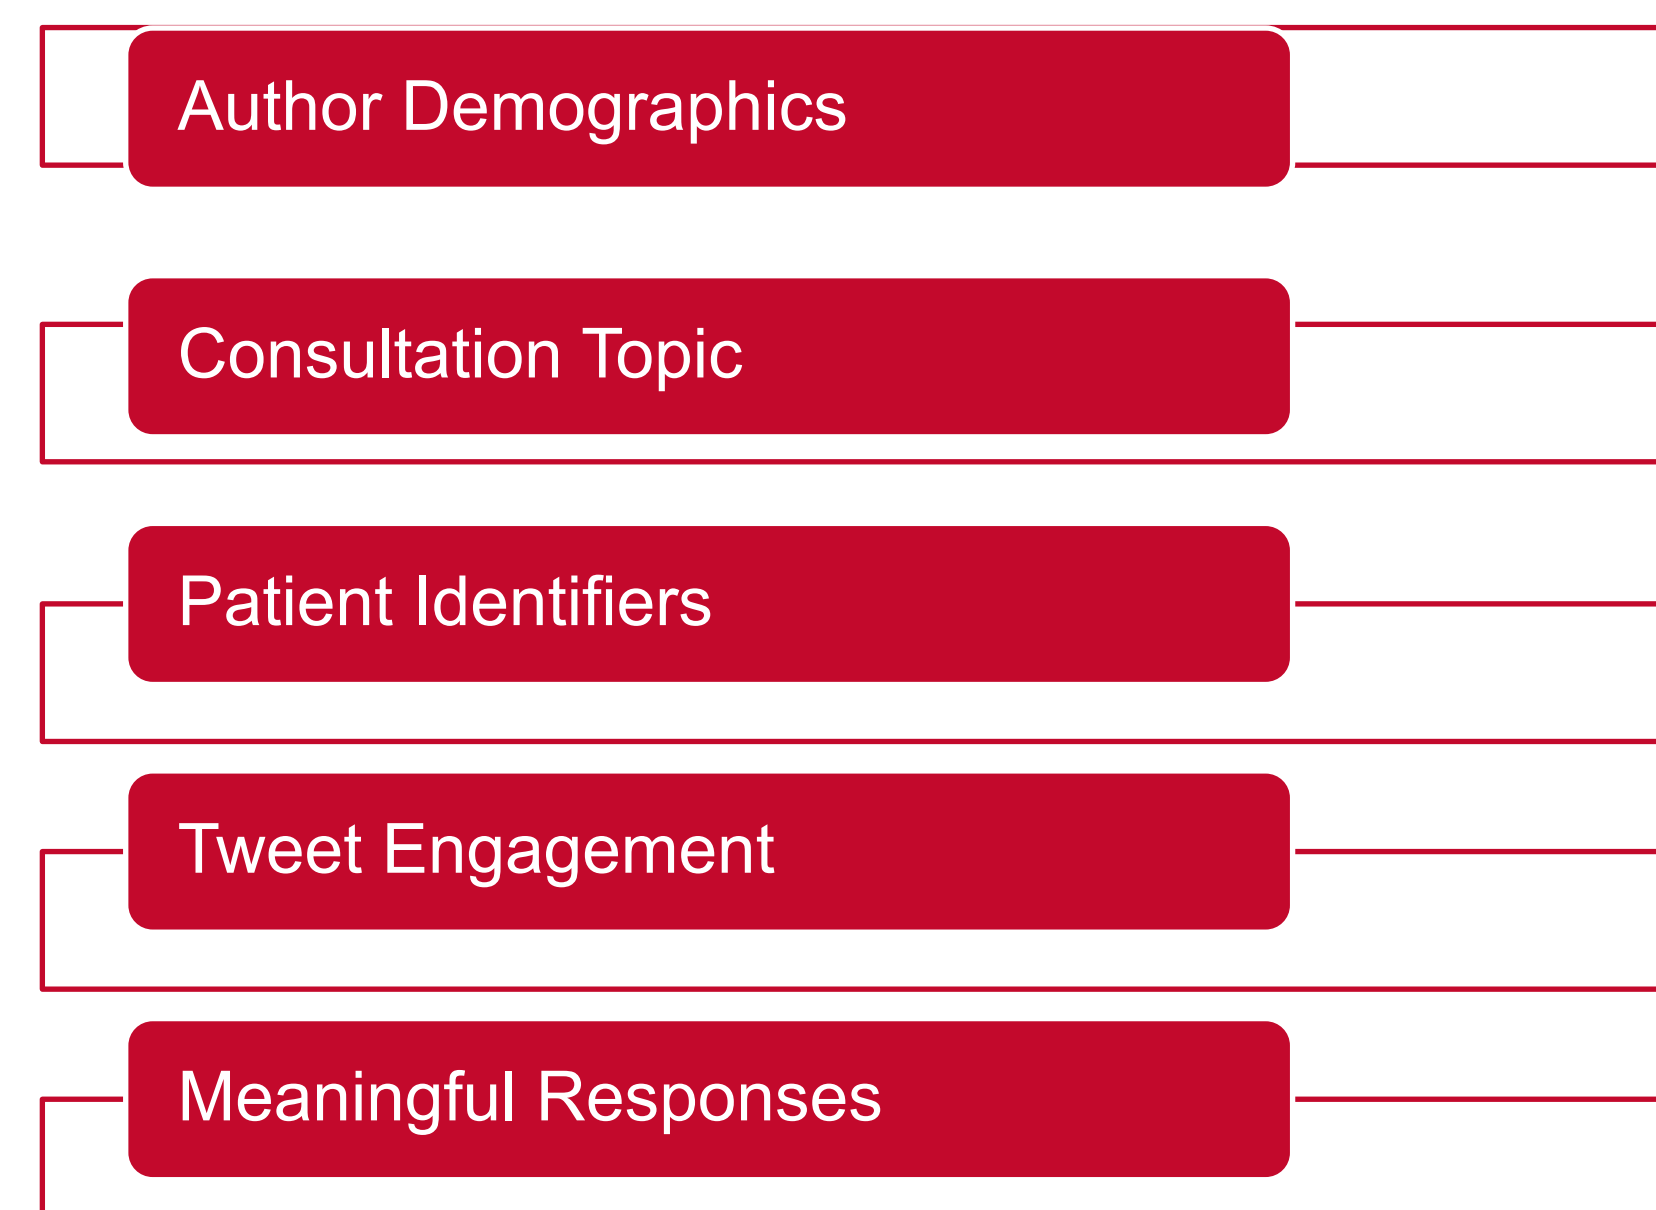 Author Demographics
Consultation Topic
Patient Identifiers
Tweet Engagement
Meaningful Responses